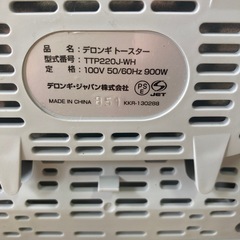 品名：デロンギトースター
型式番号：TTP220J-WH
定格：100V 50/60Hz 900W
デロンギ・ジャパン株式会社
PS E
JET
MADE IN CHINA
KKR-130269